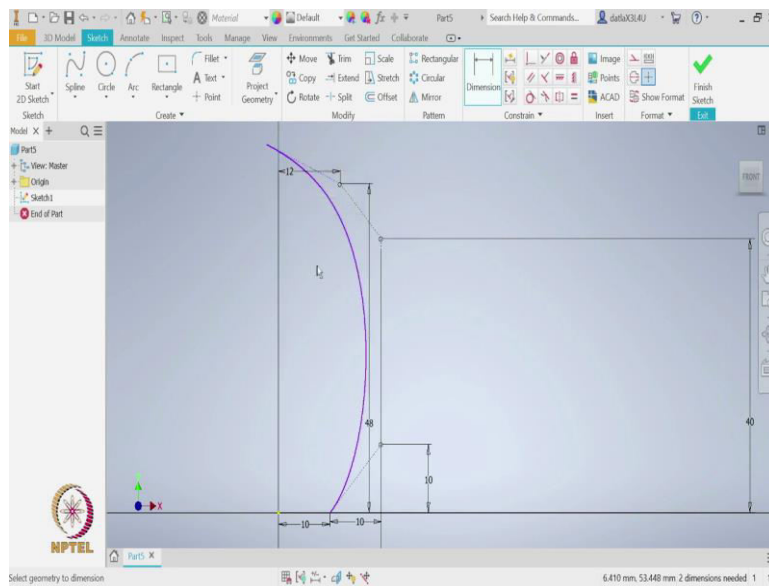 Material Default Part5 Search Help & Commands... datlaX3L4U
File 3D Model Sketch Annotate Inspect Tools Manage View Environments Get Started Collaborate
Start 2D Sketch Spline Circle Arc Rectangle Fillet Text Point Project Geometry Move Copy Rotate Trim Extend Split Scale Stretch Offset Rectangular Circular Mirror Dimension Image Points ACAD Show Format Finish Sketch
Sketch Create Modify Pattern Constrain Insert Format Exit
Model
Part5
View: Master
Origin
Sketch1
End of Part
FRONT
12
48
40
10
10
10
X
NPTEL
Part5
Select geometry to dimension 6.410 mm, 53.448 mm 2 dimensions needed 1